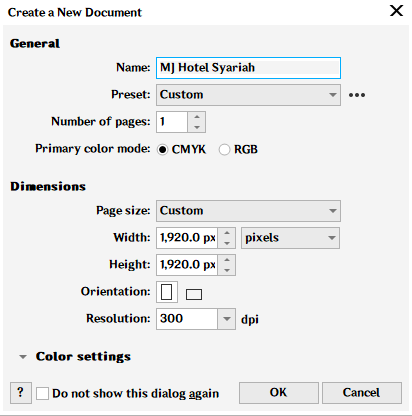 Create a New Document
General
Name: MJ Hotel Syariah
Preset: Custom
Number of pages: 1
Primary color mode: CMYK RGB
Dimensions
Page size: Custom
Width: 1,920.0 px pixels
Height: 1,920.0 px
Orientation:
Resolution: 300 dpi
Color settings
? Do not show this dialog again OK Cancel